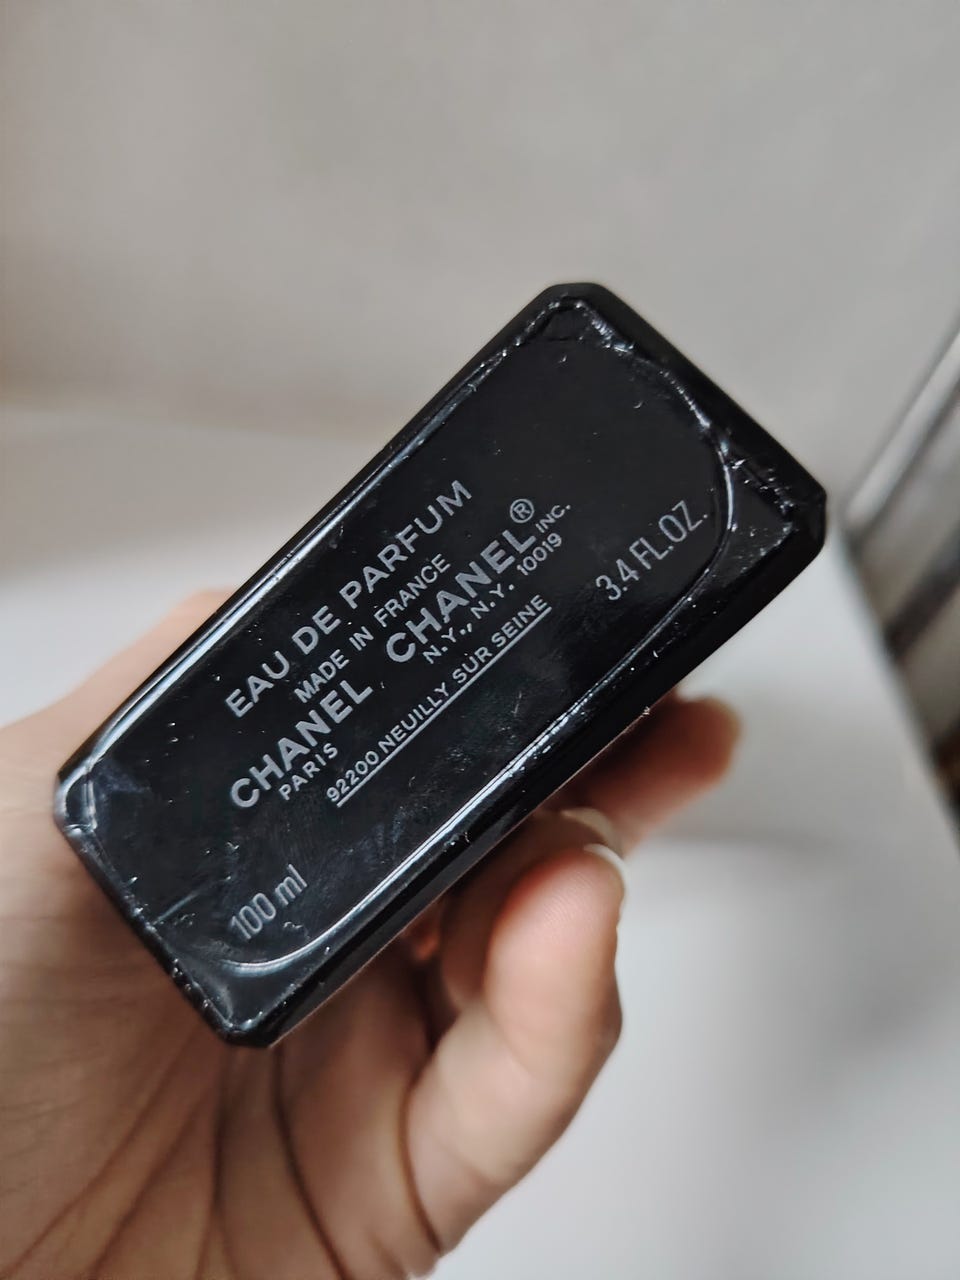 EAU DE PARFUM
MADE IN FRANCE
CHANEL CHANEL® INC.
PARIS N.Y., N.Y. 10019
92200 NEUILLY SUR SEINE
100 ml 3.4 FL.OZ.